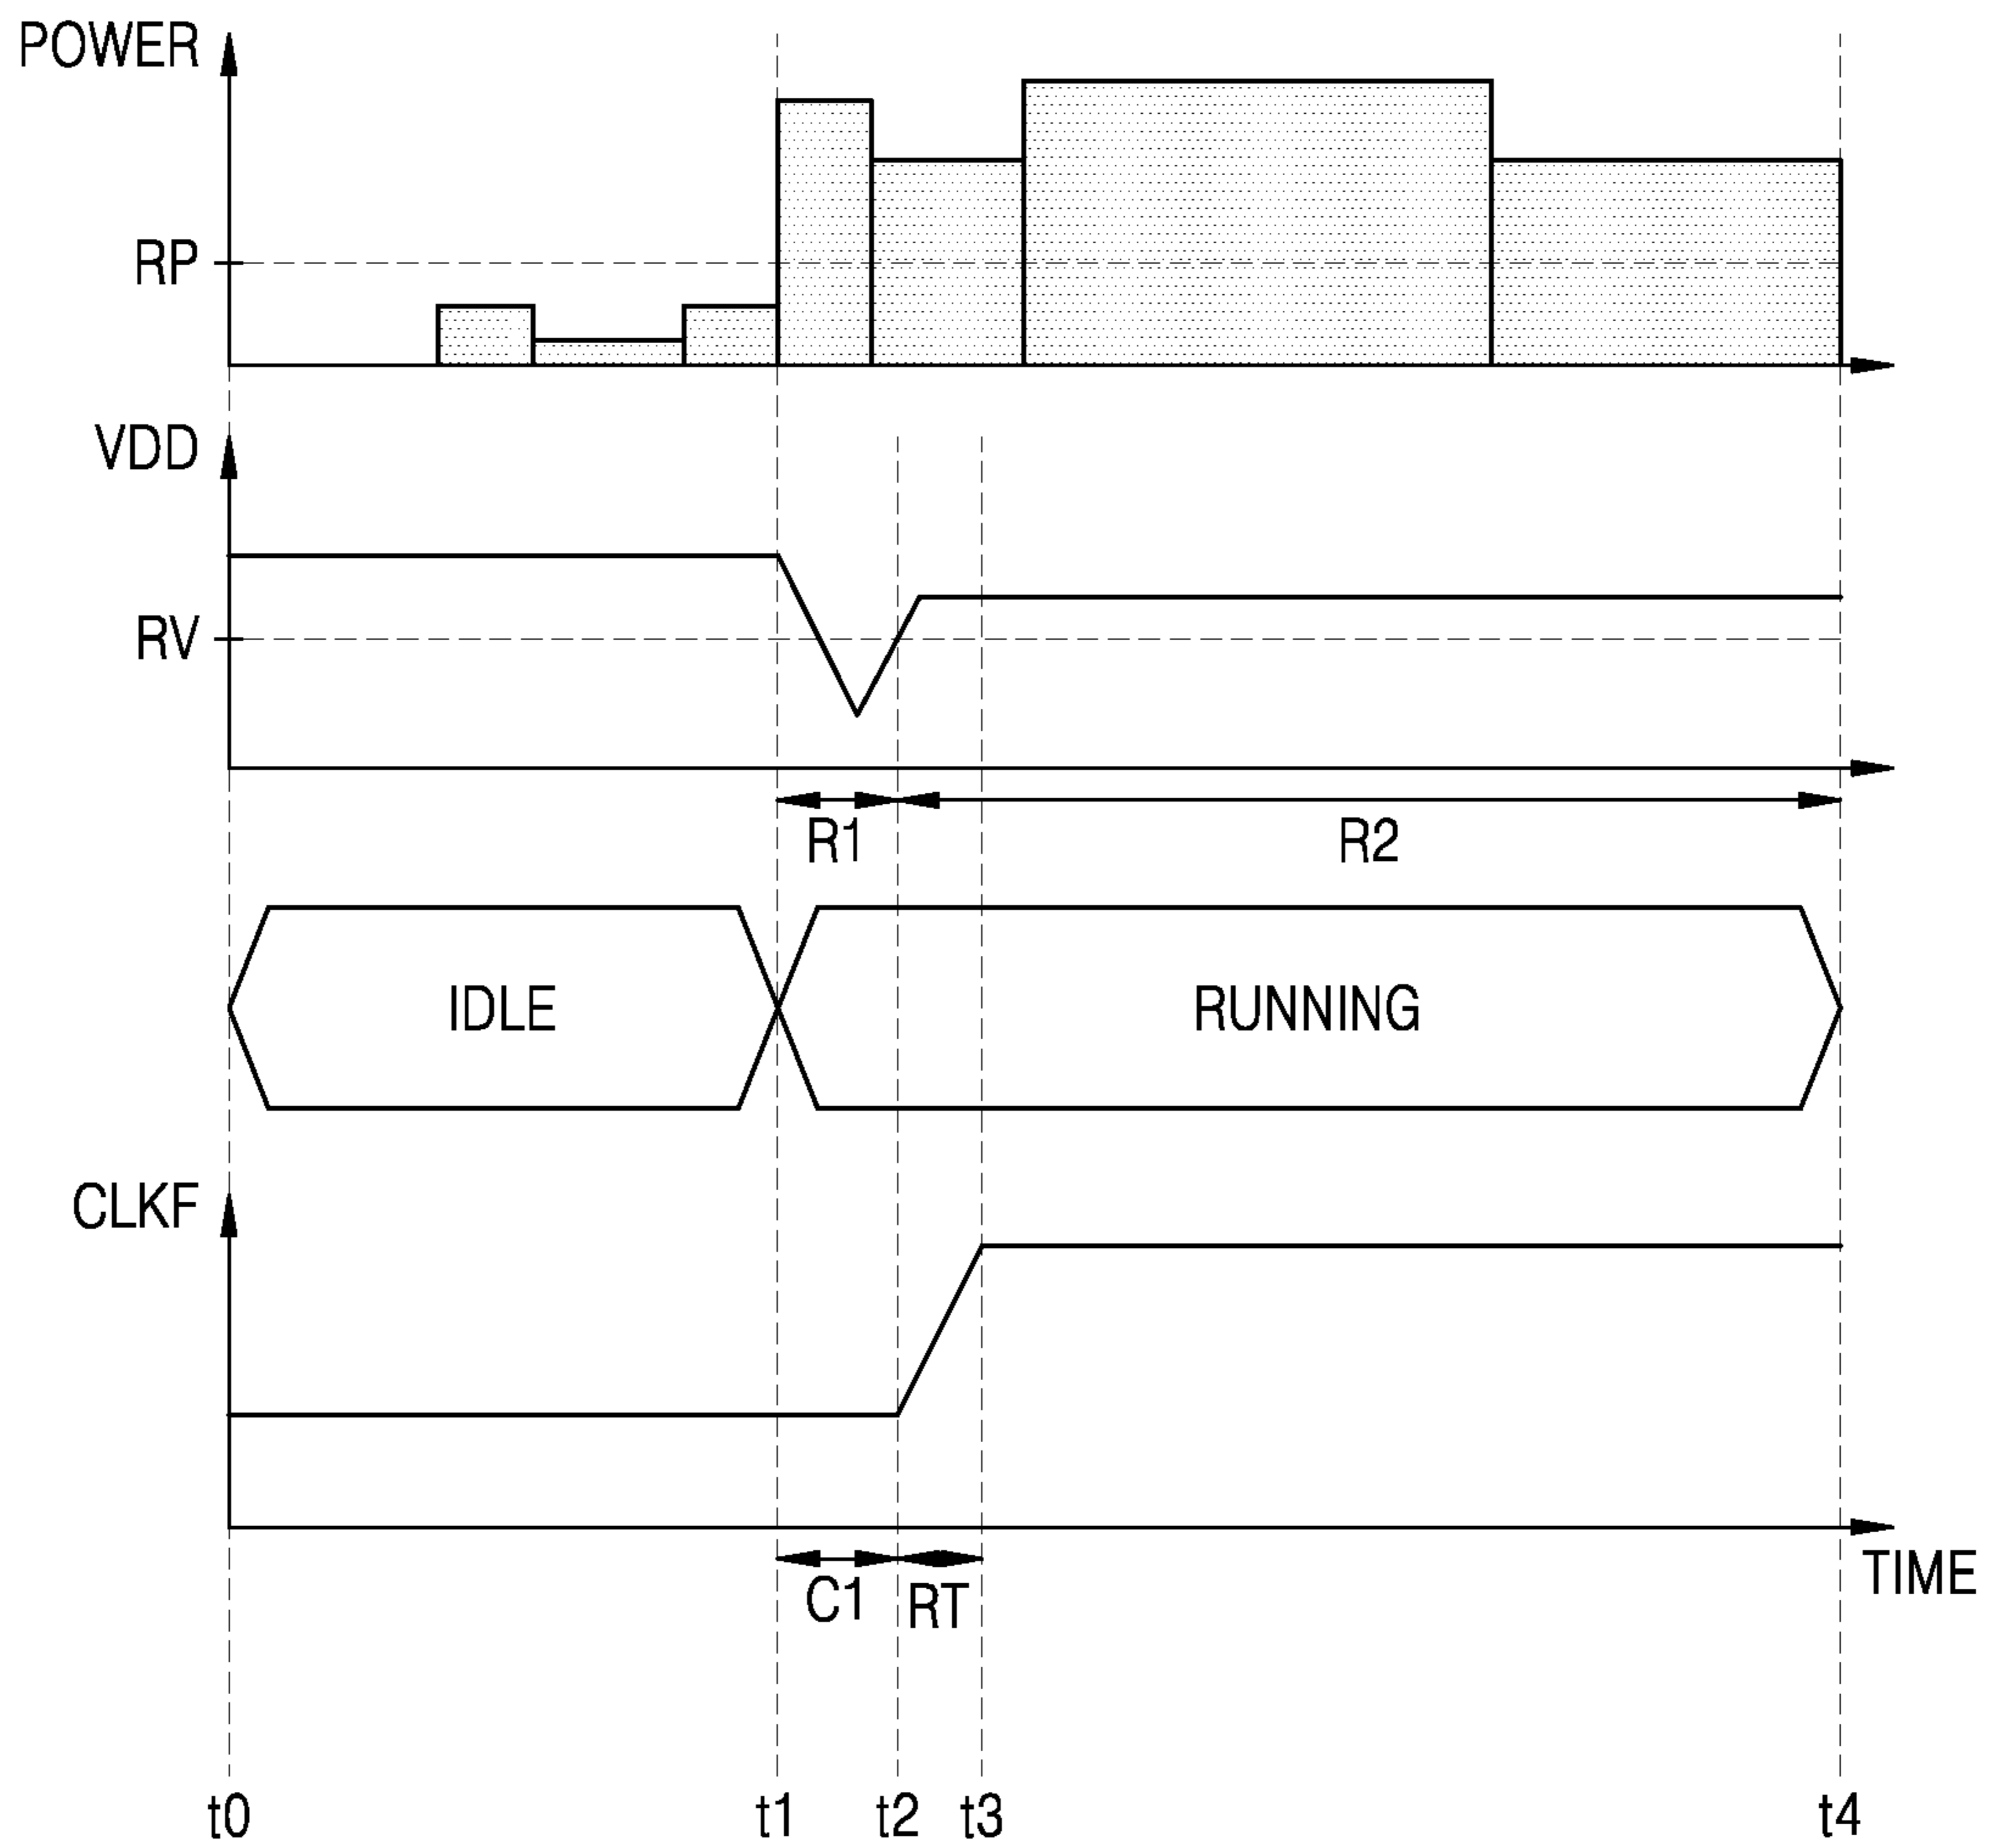 POWER
RP
VDD
RV
R1
R2
IDLE
RUNNING
CLKF
TIME
C1
RT
t0
t1
t2
t3
t4